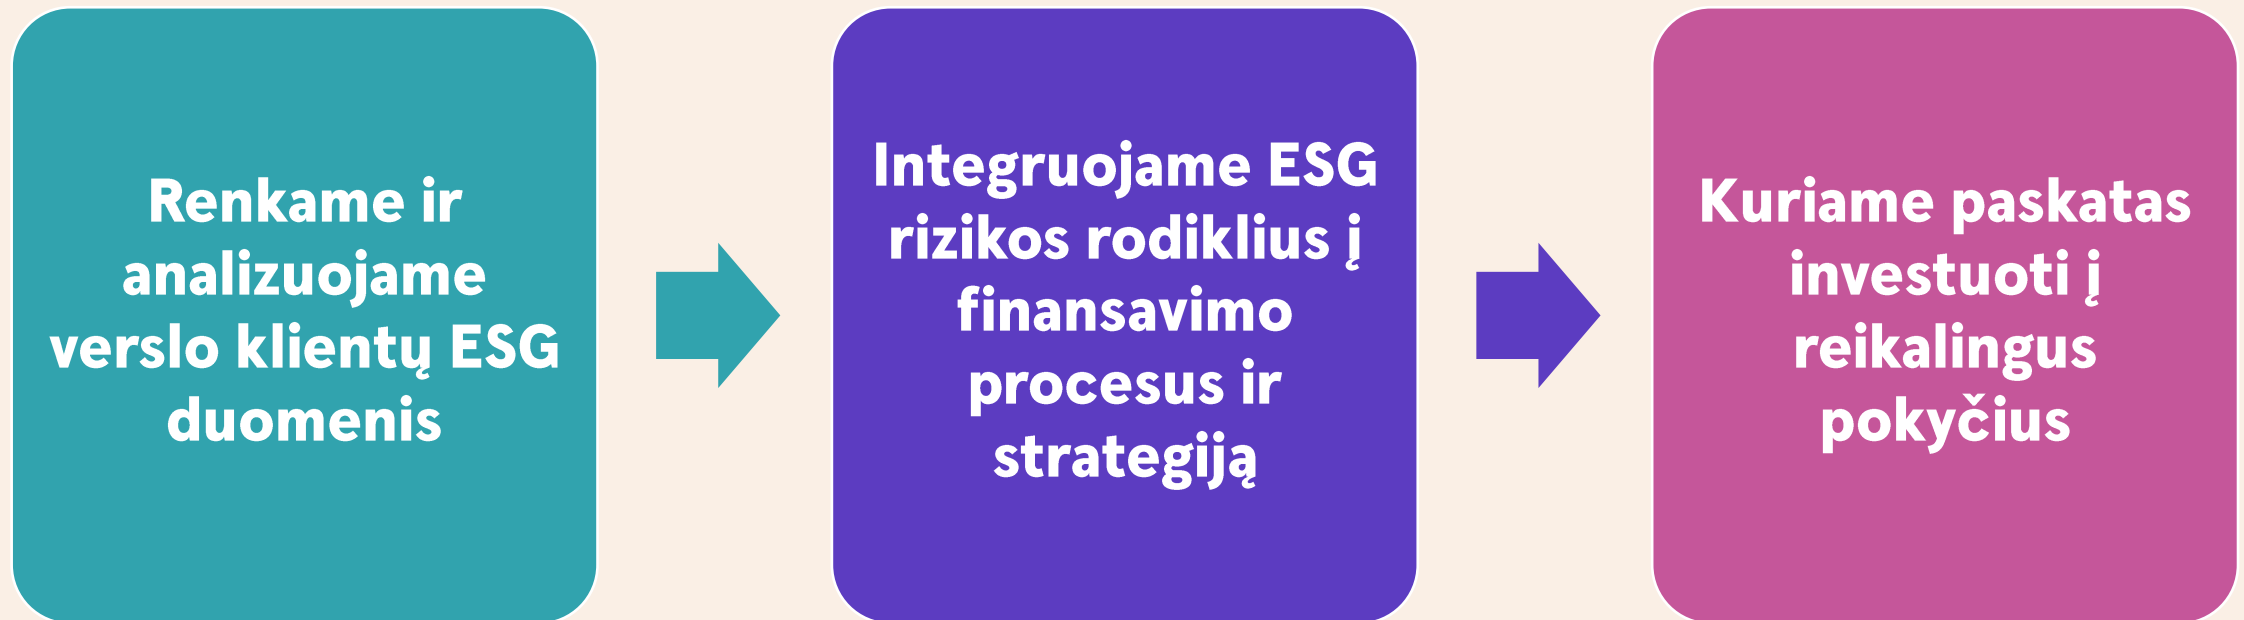 Renkame ir
analizuojame
verslo klientų ESG
duomenis
Integruojame ESG
rizikos rodiklius į
finansavimo
procesus ir
strategiją
Kuriame paskatas
investuoti į
reikalingus
pokyčius